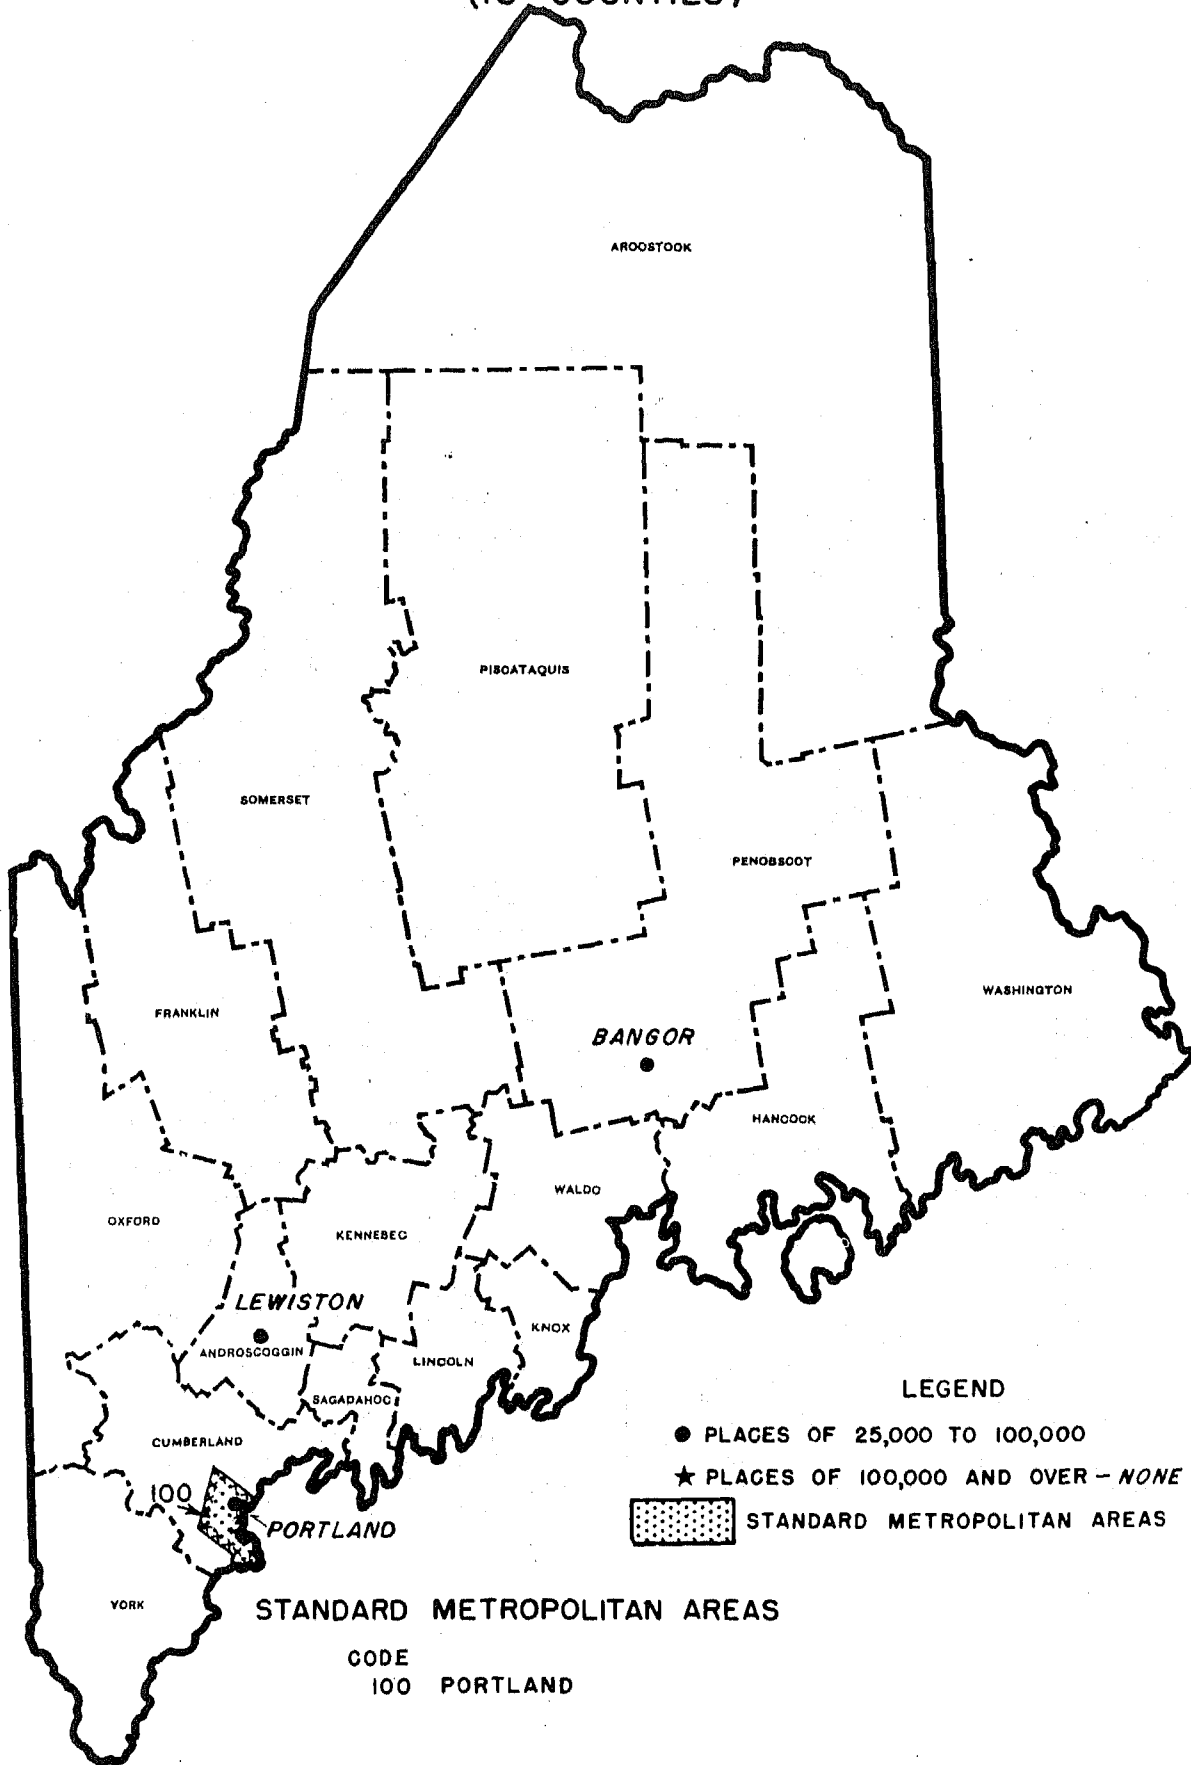 AROOSTOOK
PISCATAQUIS
SOMERSET
PENOBSCOT
WASHINGTON
FRANKLIN
BANGOR
HANCOCK
WALDO
OXFORD
KENNEBEC
LEWISTON
KNOX
ANDROSCOGGIN
LINCOLN
SAGADAHOC
CUMBERLAND
100
PORTLAND
YORK
LEGEND
PLACES OF 25,000 TO 100,000
★ PLACES OF 100,000 AND OVER – NONE
STANDARD METROPOLITAN AREAS
STANDARD METROPOLITAN AREAS
CODE
100 PORTLAND